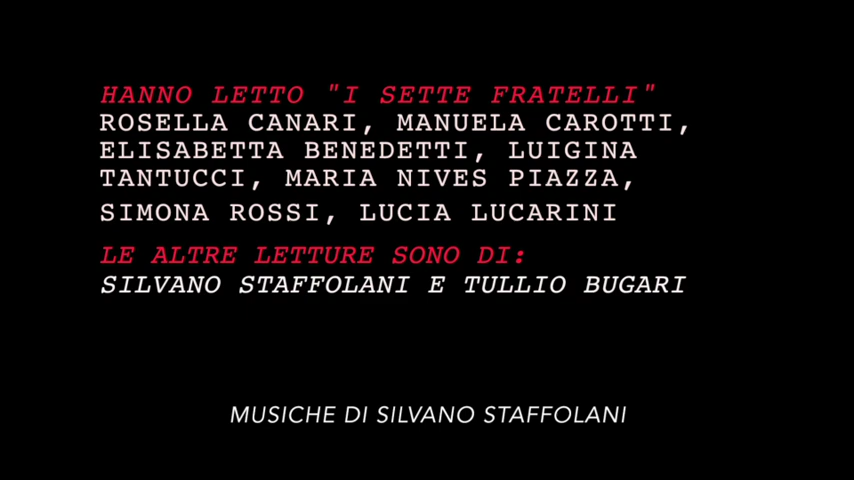 HANNO LETTO "I SETTE FRATELLI"
ROSELLA CANARI, MANUELA CAROTTI,
ELISABETTA BENEDETTI, LUIGINA
TANTUCCI, MARIA NIVES PIAZZA,
SIMONA ROSSI, LUCIA LUCARINI
LE ALTRE LETTURE SONO DI:
SILVANO STAFFOLANI E TULLIO BUGARI
MUSICHE DI SILVANO STAFFOLANI